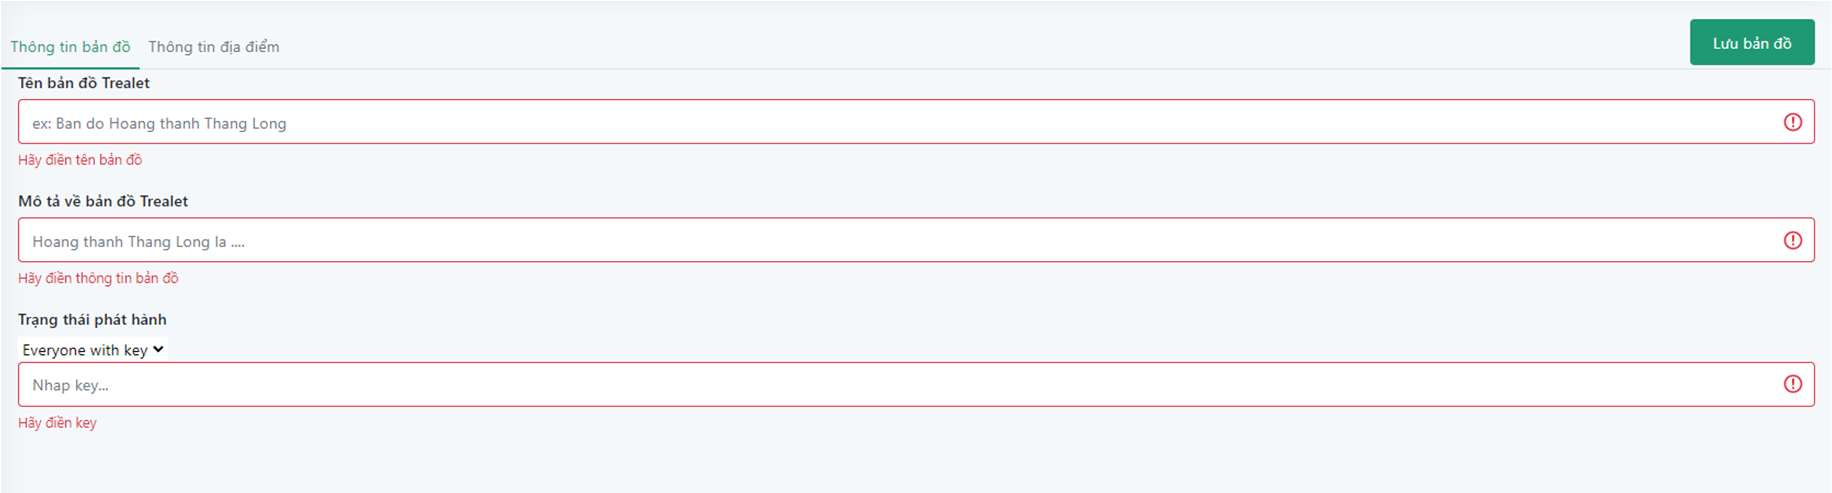 Thông tin bản đồ
Thông tin địa điểm
Lưu bản đồ
Tên bản đồ Trealet
ex: Ban do Hoang thanh Thang Long
Hãy điền tên bản đồ
Mô tả về bản đồ Trealet
Hoang thanh Thang Long la ....
Hãy điền thông tin bản đồ
Trạng thái phát hành
Everyone with key
Nhap key...
Hãy điền key